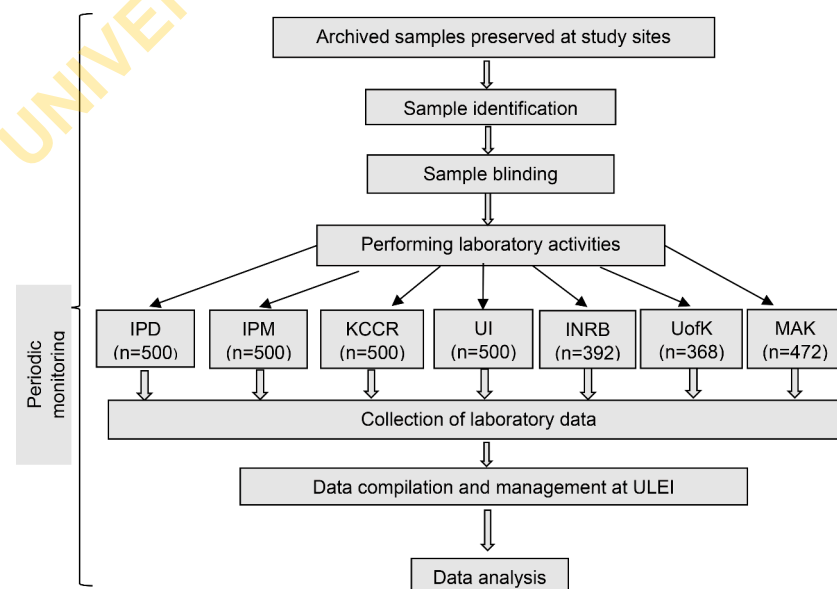 UNIVER
Archived samples preserved at study sites
Sample identification
Sample blinding
Performing laboratory activities
Periodic
monitoring
IPD
(n=500)
IPM
(n=500)
KCCR
(n=500)
UI
(n=500)
INRB
(n=392)
UofK
(n=368)
MAK
(n=472)
Collection of laboratory data
Data compilation and management at ULEI
Data analysis